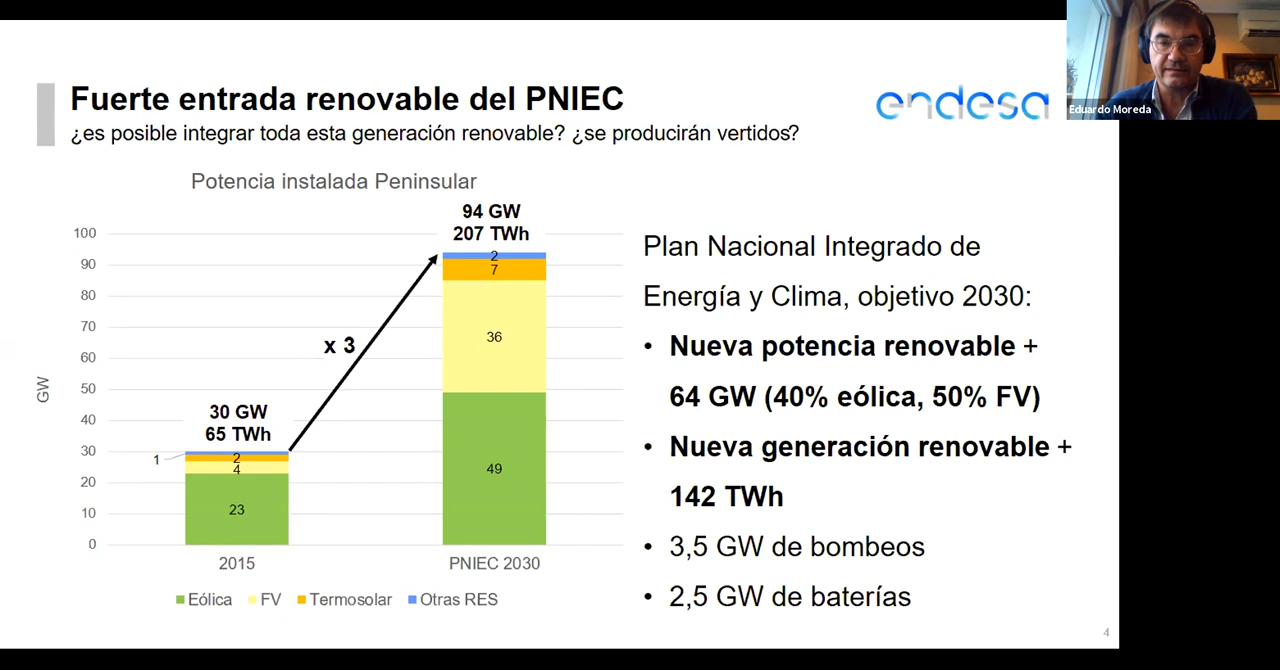 Fuerte entrada renovable del PNIEC
¿es posible integrar toda esta generación renovable? ¿se producirán vertidos?
endesa
Eduardo Moreda
Potencia instalada Peninsular
94 GW
207 TWh
100
90
80
70
60
50
40
30
20
10
0
GW
30 GW
65 TWh
x 3
1
2
4
23
2
7
36
49
2015
PNIEC 2030
Eólica
FV
Termosolar
Otras RES
Plan Nacional Integrado de
Energía y Clima, objetivo 2030:
• Nueva potencia renovable +
64 GW (40% eólica, 50% FV)
• Nueva generación renovable +
142 TWh
• 3,5 GW de bombeos
• 2,5 GW de baterías
4